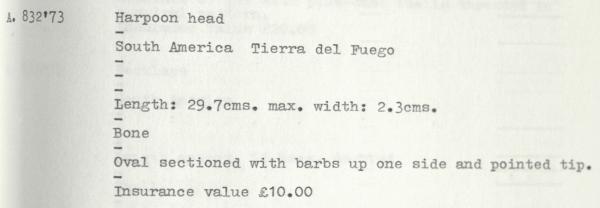 A. 832'73 Harpoon head
-
South America Tierra del Fuego
-
-
-
Length: 29.7cms. max. width: 2.3cms.
-
Bone
-
Oval sectioned with barbs up one side and pointed tip.
-
Insurance value £10.00